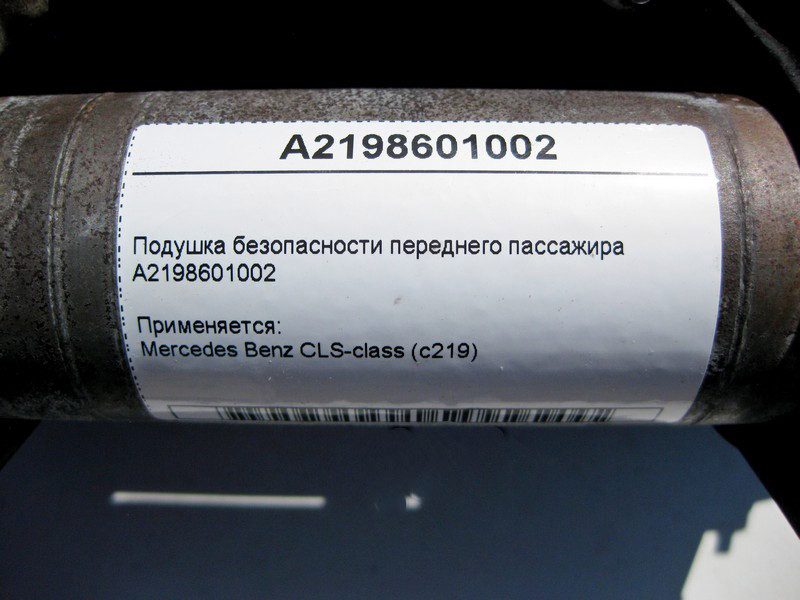 A2198601002
Подушка безопасности переднего пассажира
A2198601002
Применяется:
Mercedes Benz CLS-class (c219)